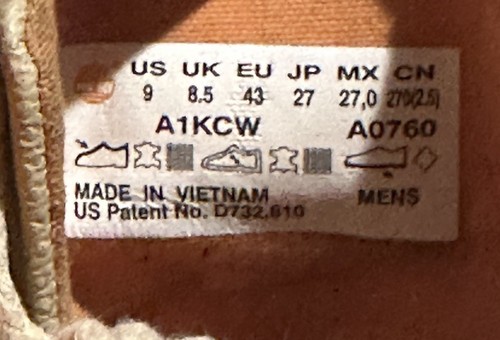 US UK EU JP MX CN
9 8.5 43 27 27,0 270(2.5)
A1KCW A0760
MADE IN VIETNAM MENS
US Patent No. D732,810